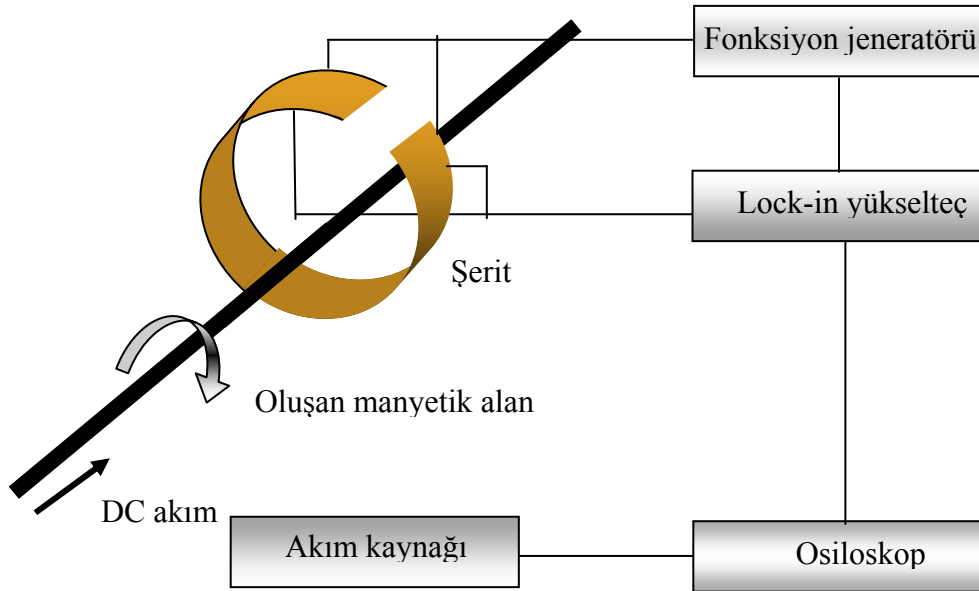 Fonksiyon jeneratörü
Lock-in yükselteç
Şerit
Oluşan manyetik alan
DC akım
Akım kaynağı
Osiloskop